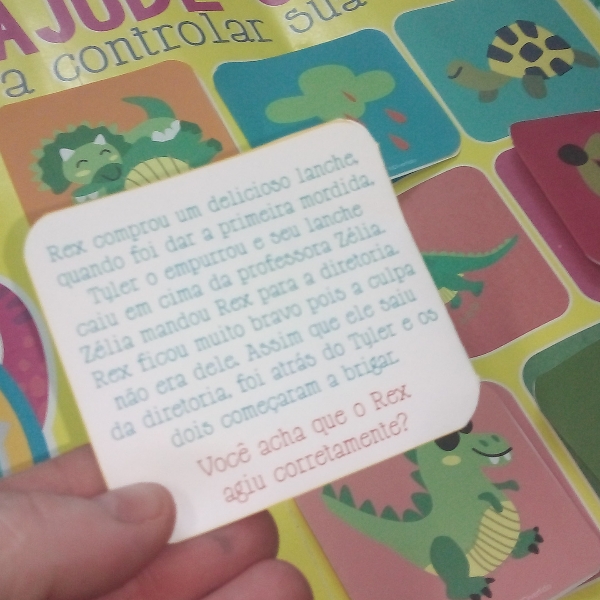 AJUDE
a controlar sua
Rex comprou um delicioso lanche,
quando foi dar a primeira mordida,
Tyler o empurrou e seu lanche
caiu em cima da professora Zélia.
Zélia mandou Rex para a diretoria.
Rex ficou muito bravo pois a culpa
não era dele. Assim que ele saiu
da diretoria, foi atrás do Tyler e os
dois começaram a brigar.
Você acha que o Rex
agiu corretamente?